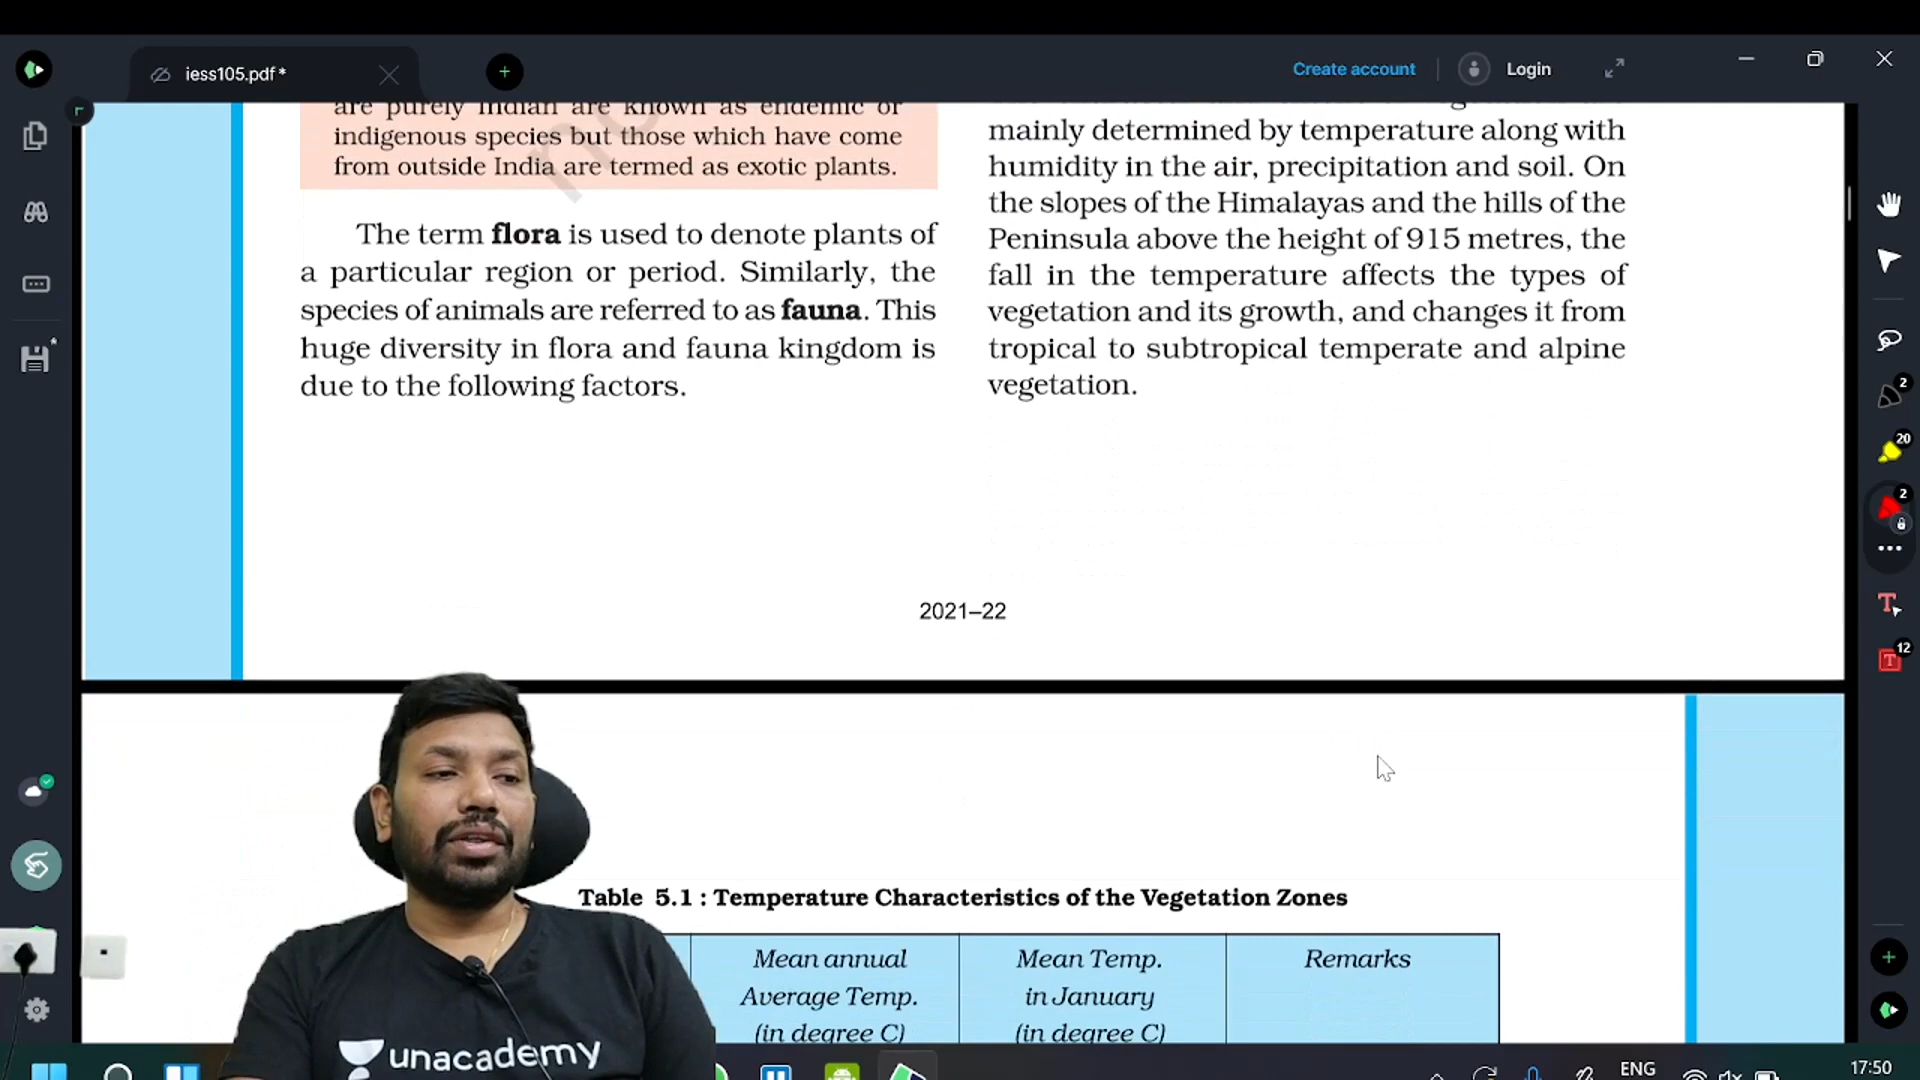 iess105.pdf*
Create account
Login
are purely Indian are known as endemic or
indigenous species but those which have come
from outside India are termed as exotic plants.
The term flora is used to denote plants of
a particular region or period. Similarly, the
species of animals are referred to as fauna. This
huge diversity in flora and fauna kingdom is
due to the following factors.
mainly determined by temperature along with
humidity in the air, precipitation and soil. On
the slopes of the Himalayas and the hills of the
Peninsula above the height of 915 metres, the
fall in the temperature affects the types of
vegetation and its growth, and changes it from
tropical to subtropical temperate and alpine
vegetation.
2021–22
Table 5.1 : Temperature Characteristics of the Vegetation Zones
Mean annual
Average Temp.
(in degree C)
Mean Temp.
in January
(in degree C)
Remarks
unacademy
2
20
2
T
T
12
ENG
17:50